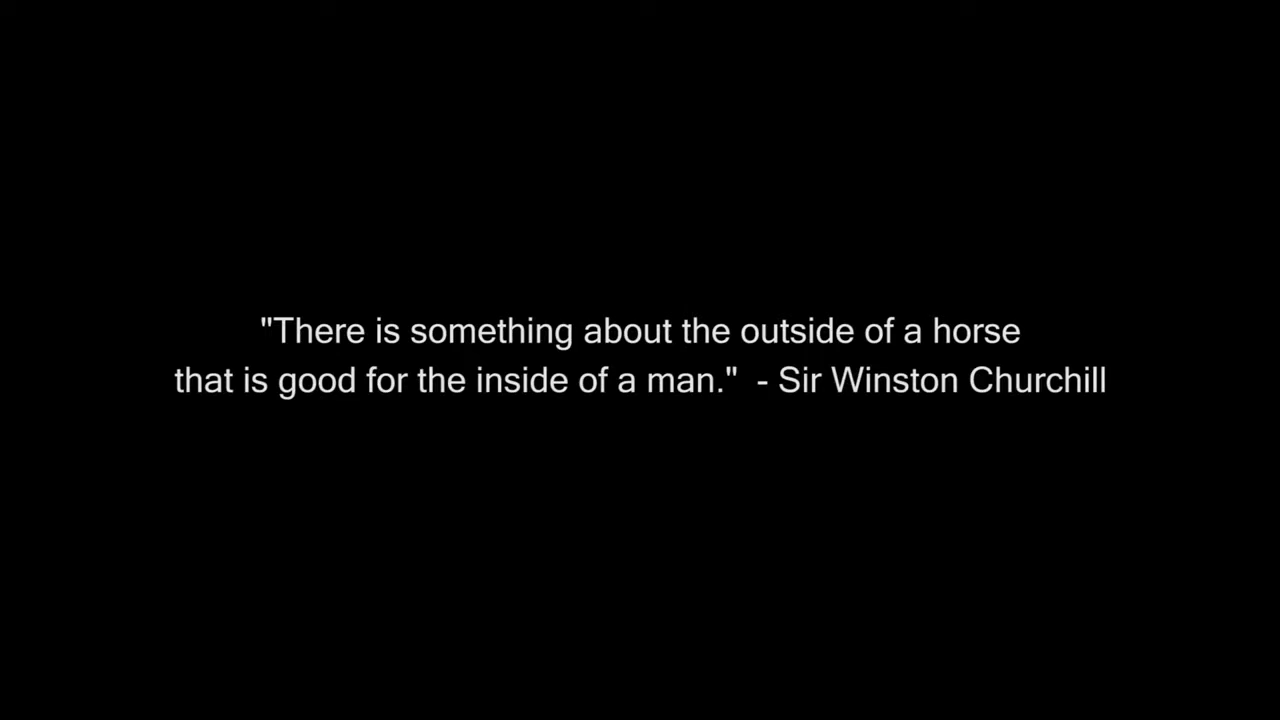 "There is something about the outside of a horse
that is good for the inside of a man."  - Sir Winston Churchill